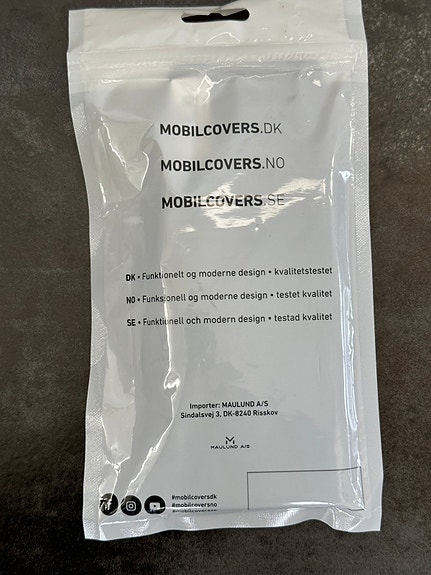 MOBILCOVERS.DK
MOBILCOVERS.NO
MOBILCOVERS.SE
DK • Funktionelt og moderne design • kvalitetstestet
NO • Funksjonell og moderne design • testet kvalitet
SE • Funktionell och modern design • testad kvalitet
Importer: MAULUND A/S
Sindalsvej 3, DK-8240 Risskov
MAULUND A/S
#mobilcoversdk
#mobilcoversno